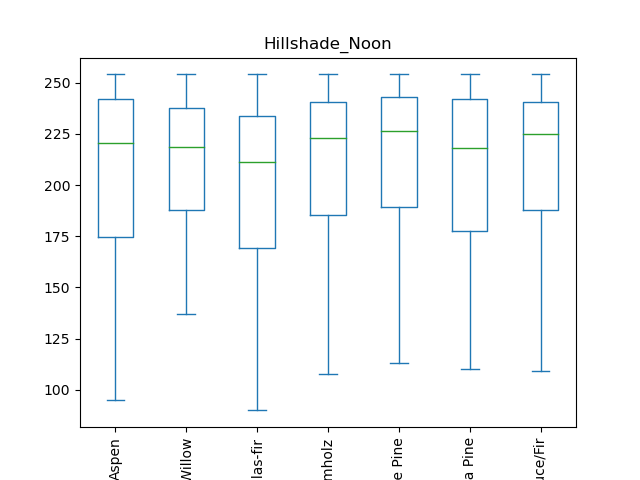 Hillshade_Noon
250
225
200
175
150
125
100
Aspen
Willow
las-fir
mholz
e Pine
a Pine
uce/Fir